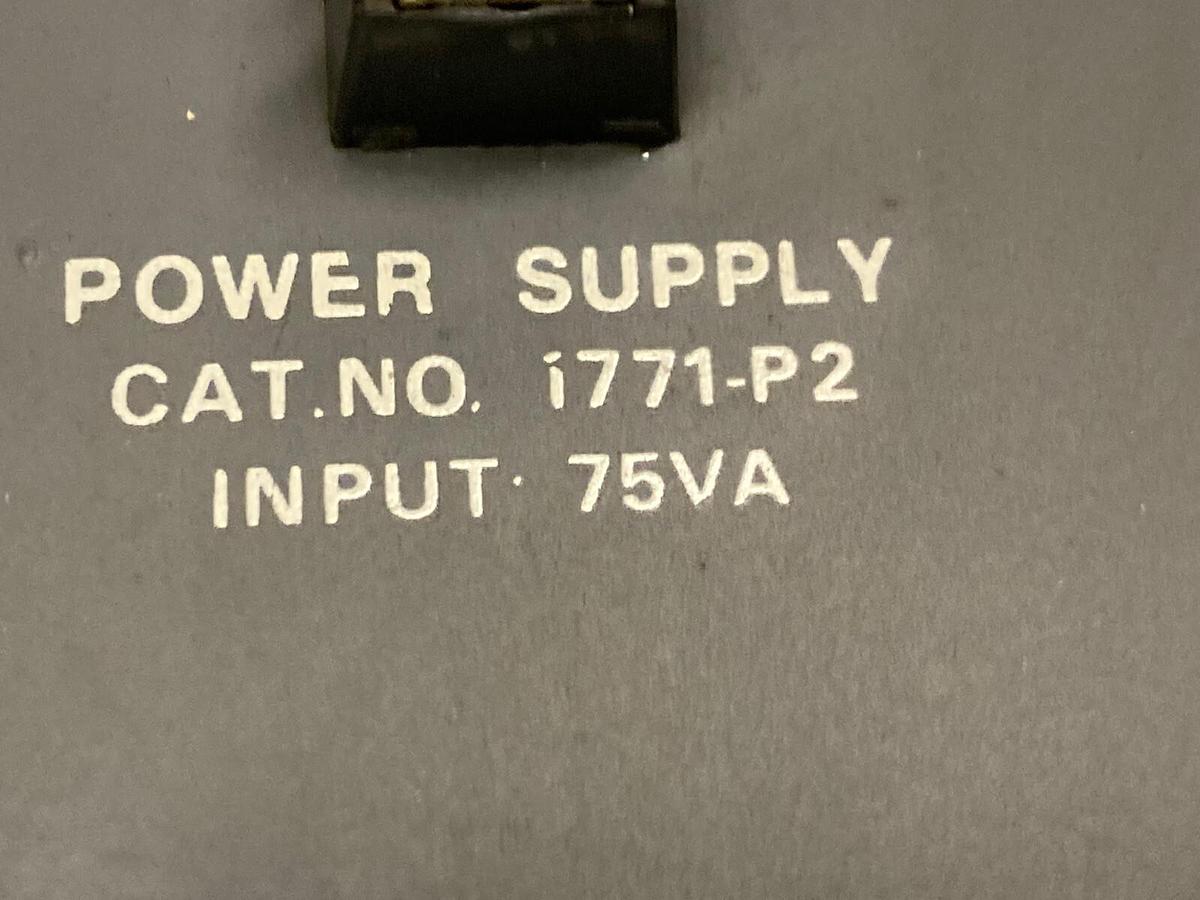 POWER SUPPLY
CAT.NO. 1771-P2
INPUT: 75VA